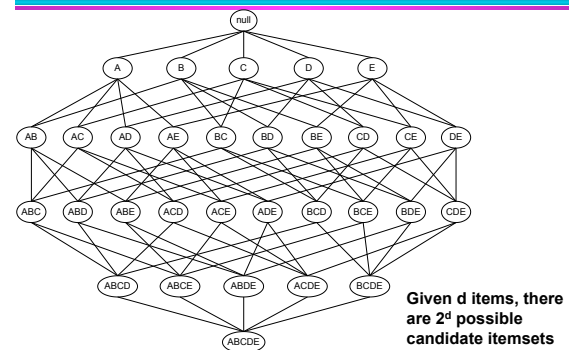 null
A B C D E
AB AC AD AE BC BD BE CD CE DE
ABC ABD ABE ACD ACE ADE BCD BCE BDE CDE
ABCD ABCE ABDE ACDE BCDE
ABCDE
Given d items, there
are 2ᵈ possible
candidate itemsets